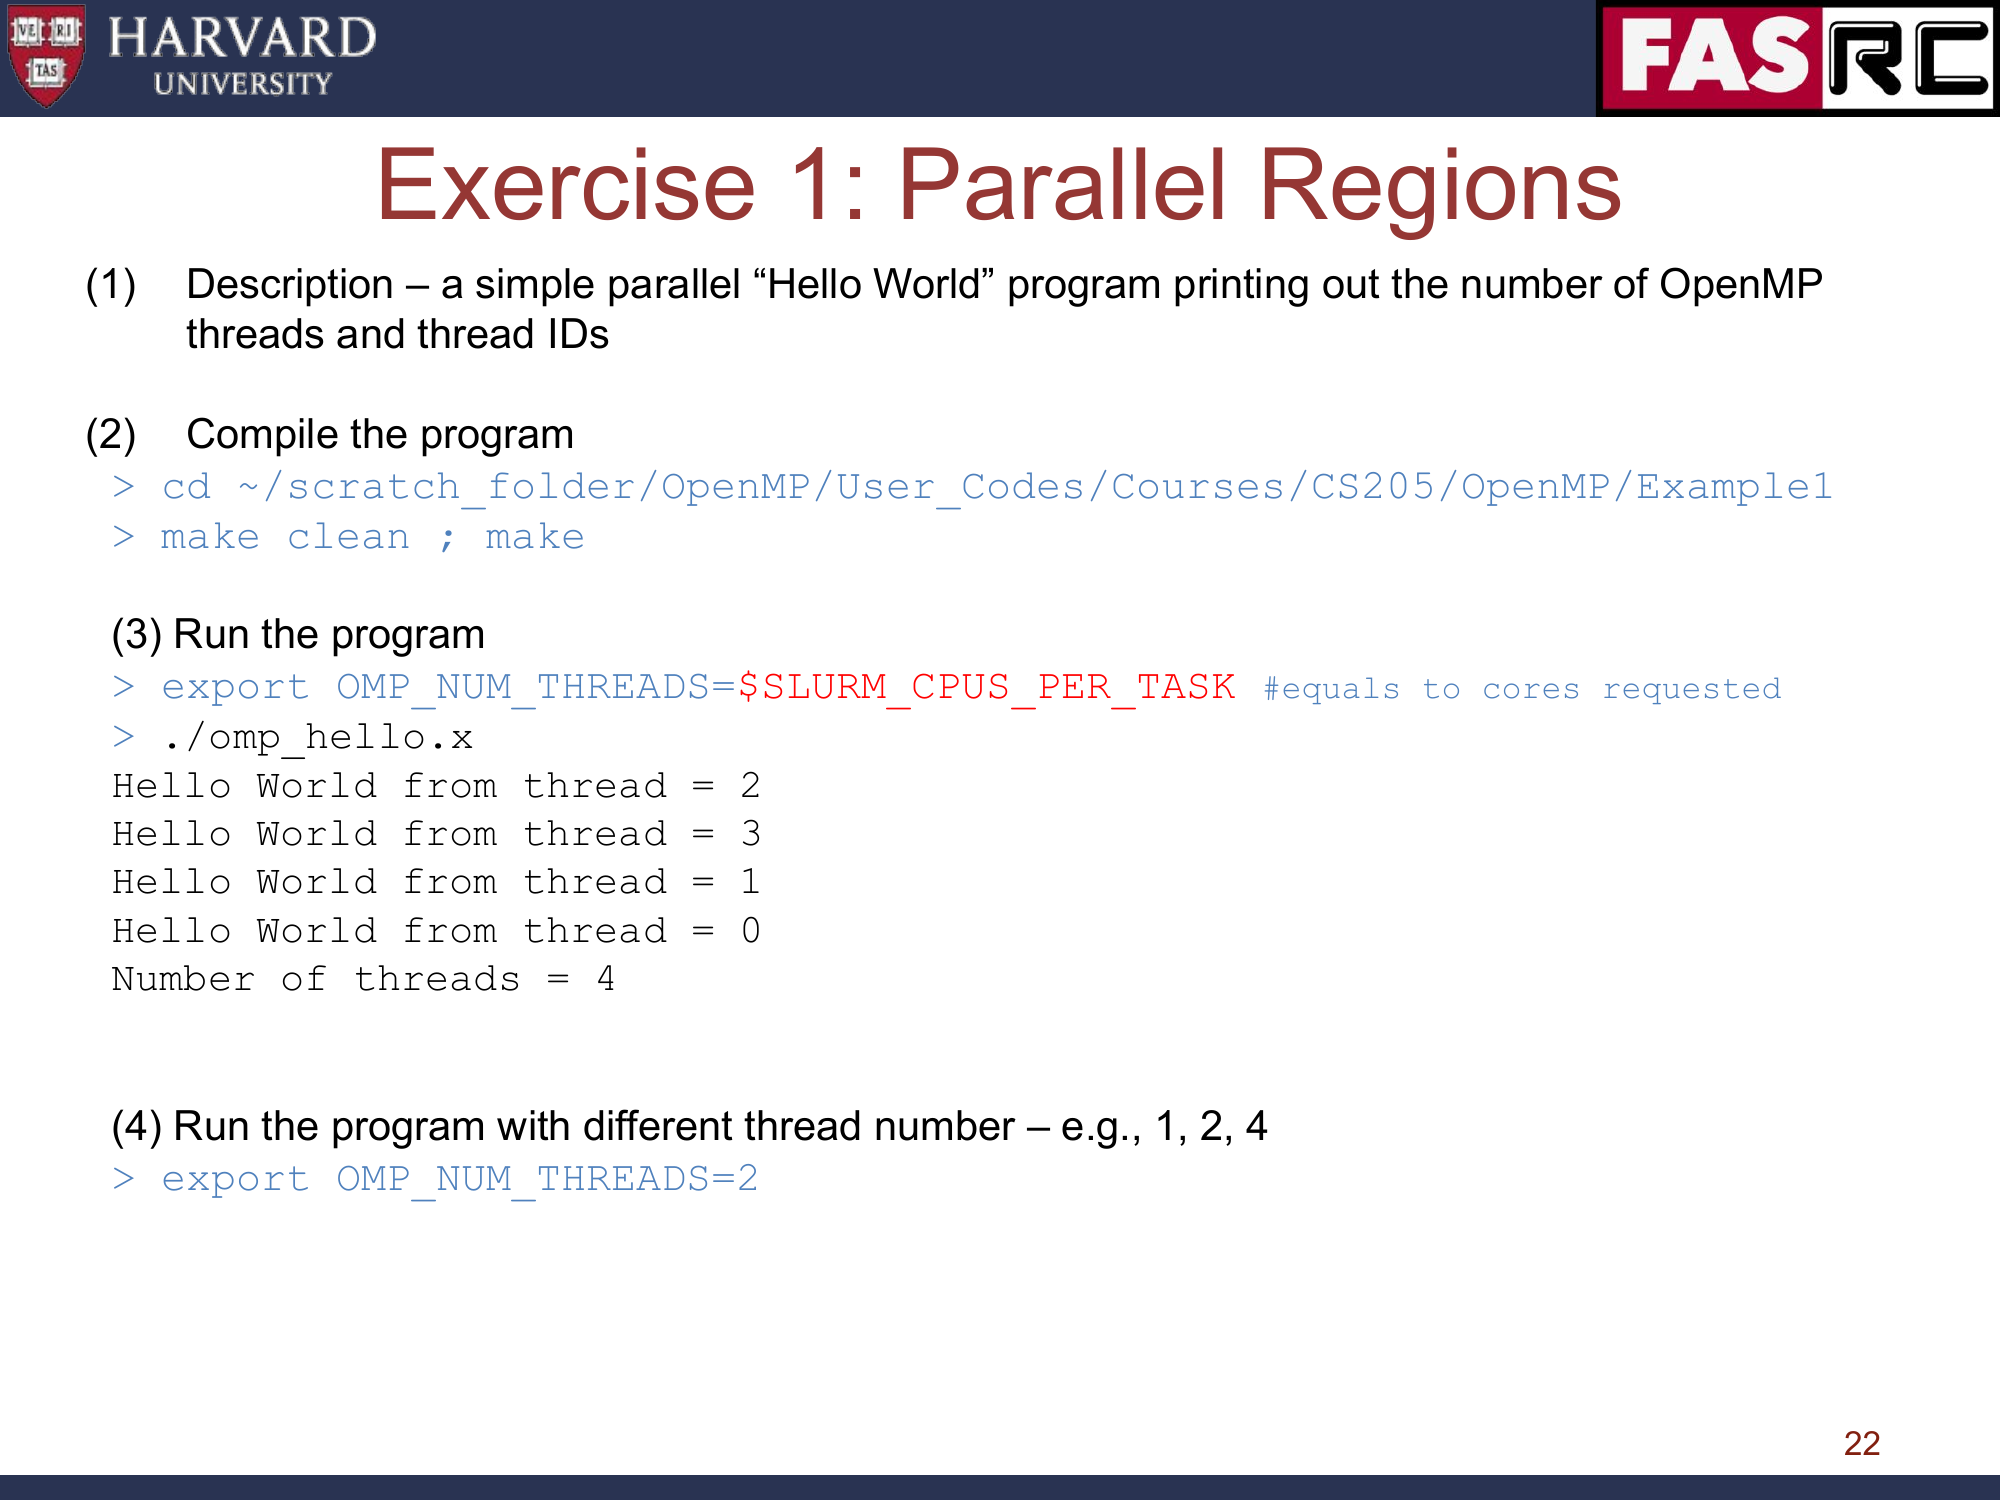 VE RI
TAS
HARVARD
UNIVERSITY
FAS RC
Exercise 1: Parallel Regions
(1) Description – a simple parallel “Hello World” program printing out the number of OpenMP
threads and thread IDs
(2) Compile the program
> cd ~/scratch_folder/OpenMP/User_Codes/Courses/CS205/OpenMP/Example1
> make clean ; make
(3) Run the program
> export OMP_NUM_THREADS=$SLURM_CPUS_PER_TASK #equals to cores requested
> ./omp_hello.x
Hello World from thread = 2
Hello World from thread = 3
Hello World from thread = 1
Hello World from thread = 0
Number of threads = 4
(4) Run the program with different thread number – e.g., 1, 2, 4
> export OMP_NUM_THREADS=2
22